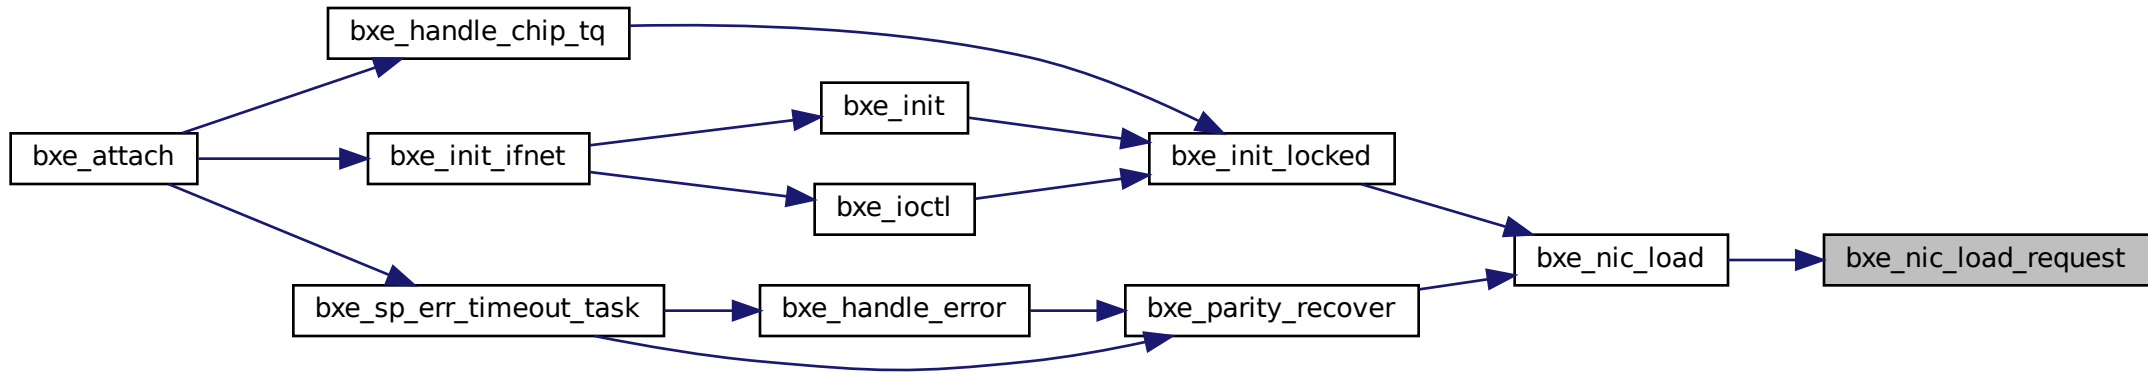 bxe_handle_chip_tq
bxe_init
bxe_attach
bxe_init_ifnet
bxe_init_locked
bxe_ioctl
bxe_nic_load
bxe_nic_load_request
bxe_sp_err_timeout_task
bxe_handle_error
bxe_parity_recover